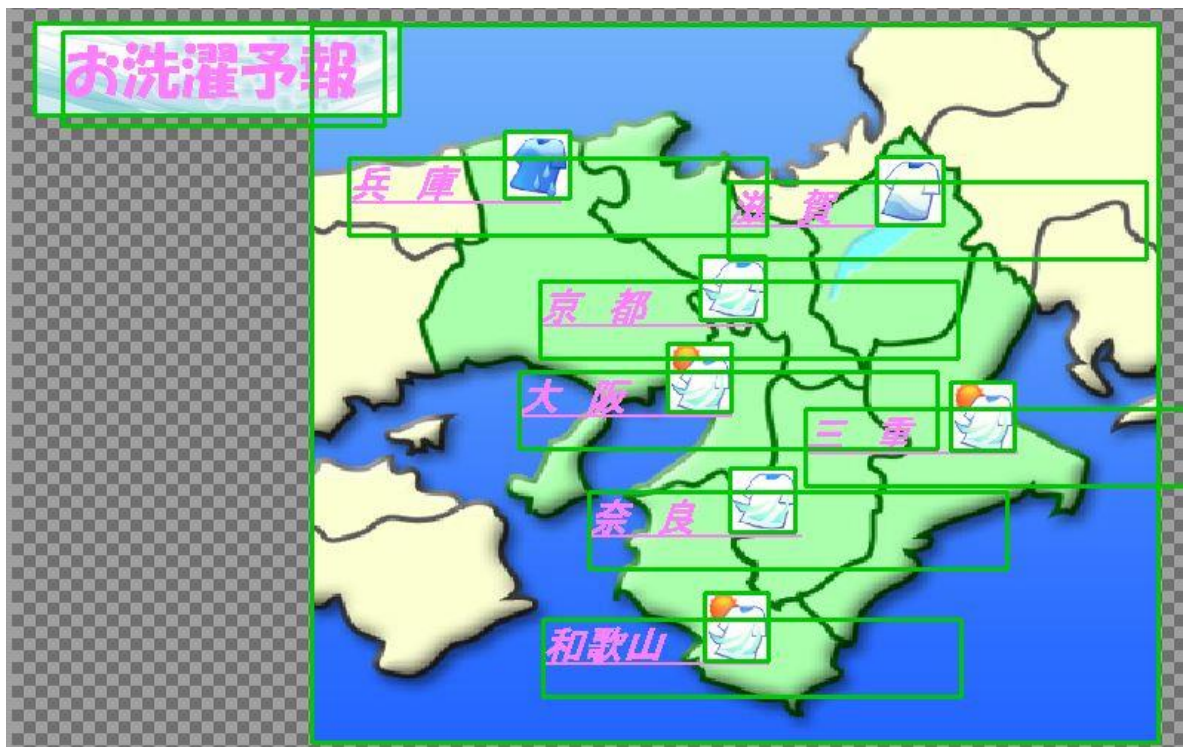 お洗濯予報
兵 庫
滋 賀
京 都
大 阪
三 重
奈 良
和歌山